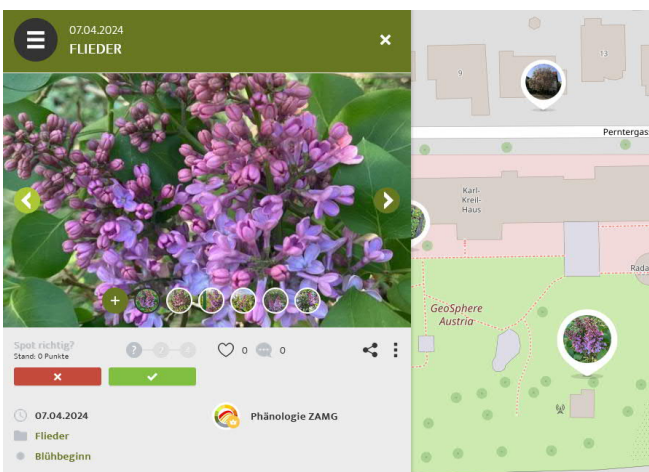 07.04.2024
FLIEDER
Spot richtig?
Stand: 0 Punkte
0
0
07.04.2024
Phänologie ZAMG
Flieder
Blühbeginn
9
13
Perntergas
Karl-
Kreil-
Haus
Rada
GeoSphere
Austria